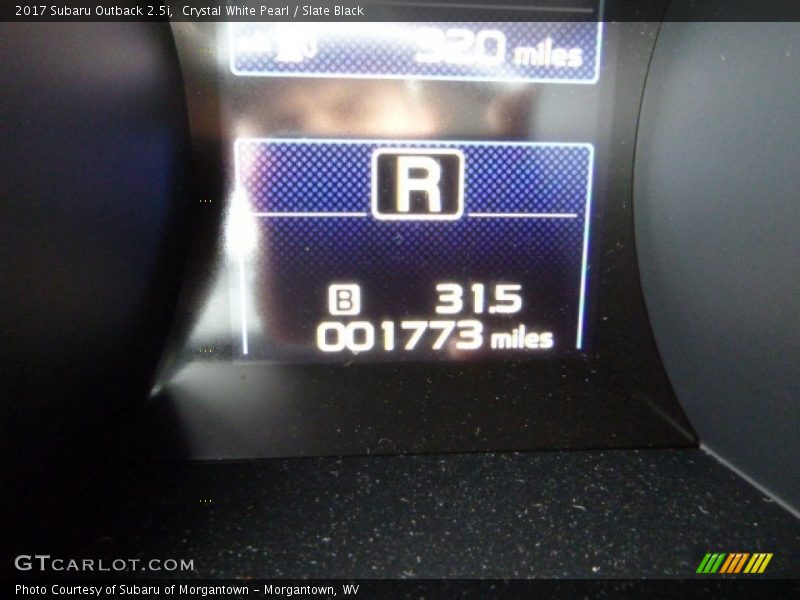 2017 Subaru Outback 2.5i, Crystal White Pearl / Slate Black
320 miles
R
B 31.5
001773 miles
GTCARLOT.COM
Photo Courtesy of Subaru of Morgantown - Morgantown, WV